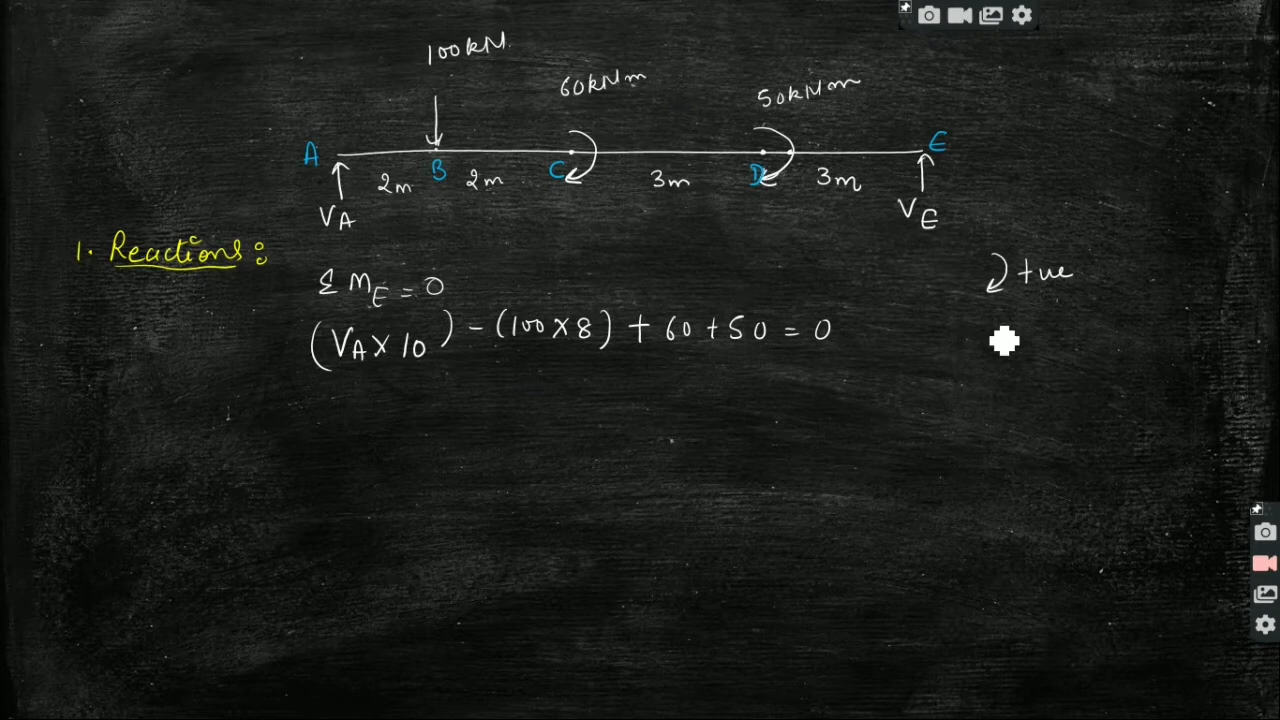 100kN
60kNm
50kNm
A B C D E
2m 2m 3m 3m
VA VE
1. Reactions:
ΣME = 0
+ve
(VA × 10) - (100 × 8) + 60 + 50 = 0